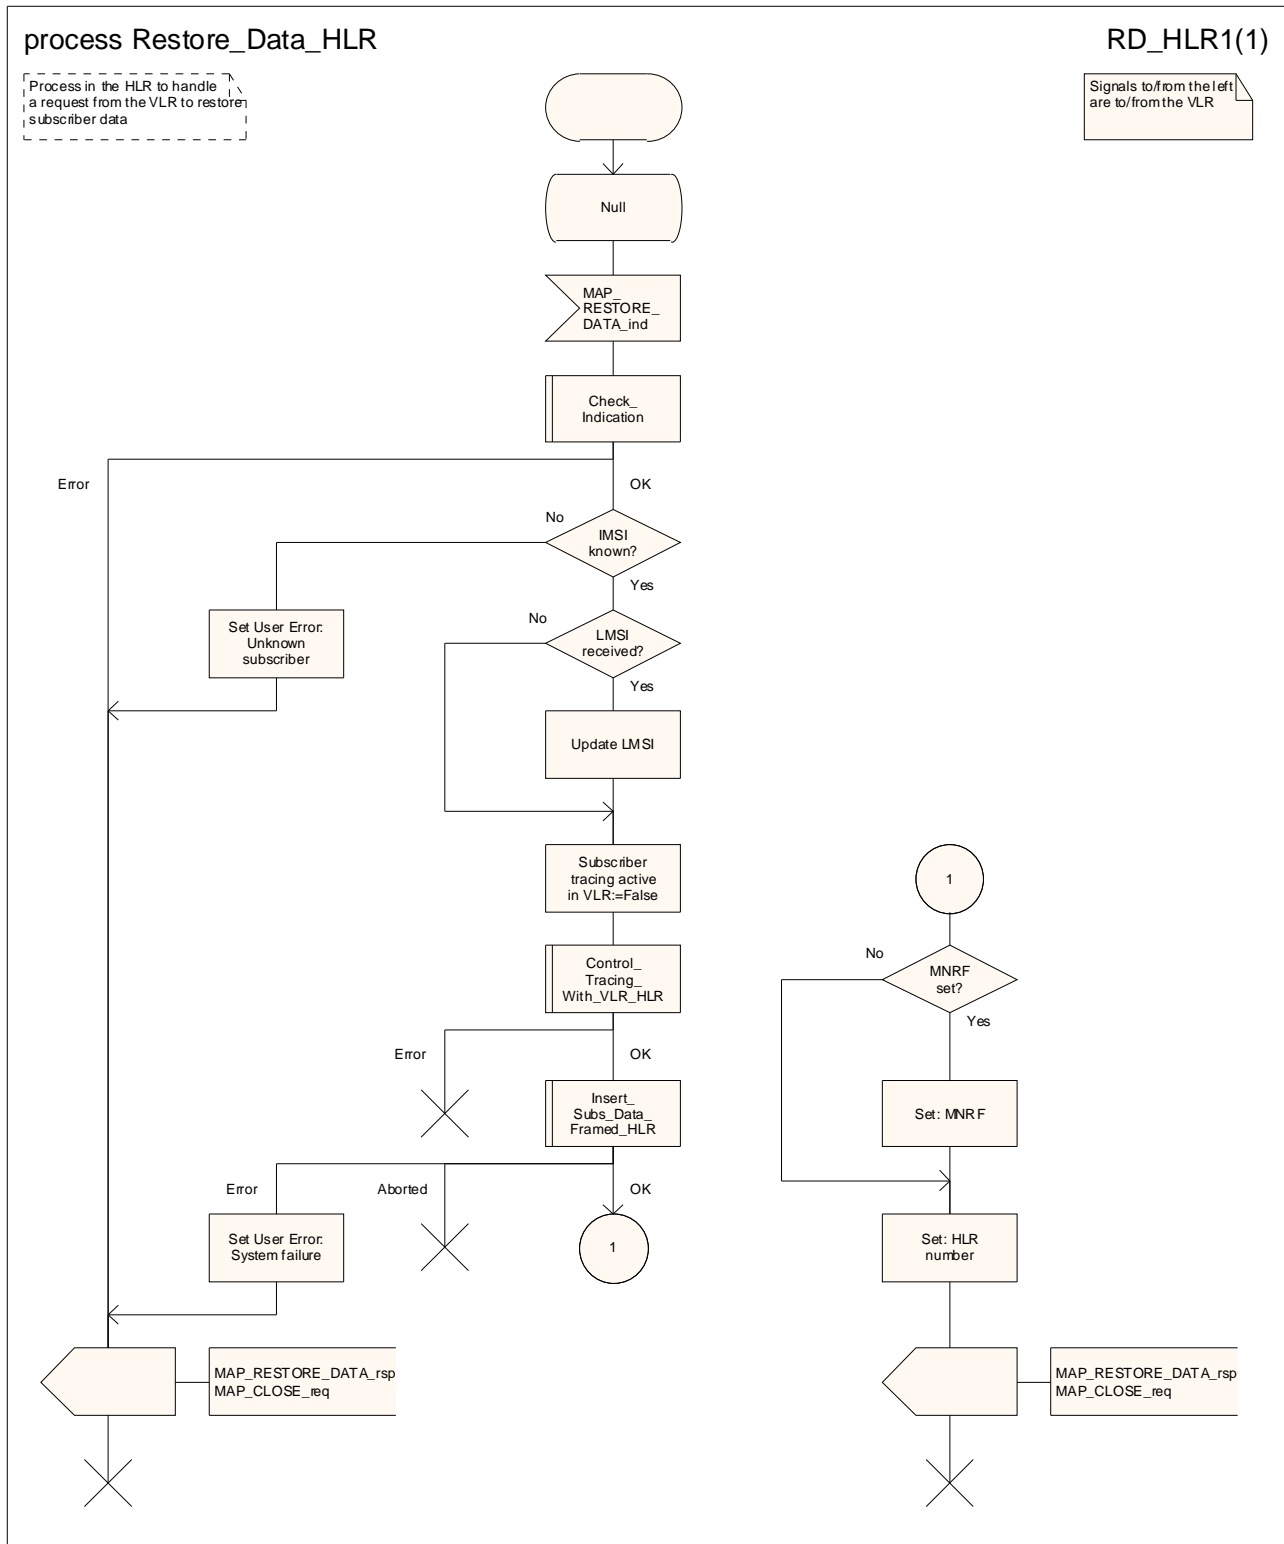 process Restore_Data_HLR
RD_HLR1(1)
Process in the HLR to handle
a request from the VLR to restore
subscriber data
Signals to/from the left
are to/from the VLR
Null
MAP_
RESTORE_
DATA_ind
Check_
Indication
Error
OK
No
IMSI
known?
Yes
Set User Error:
Unknown
subscriber
No
LMSI
received?
Yes
Update LMSI
Subscriber
tracing active
in VLR:=False
Control_
Tracing_
With_VLR_HLR
Error
OK
Insert_
Subs_Data_
Framed_HLR
Error
Aborted
OK
Set User Error:
System failure
1
MAP_RESTORE_DATA_rsp
MAP_CLOSE_req
1
No
MNRF
set?
Yes
Set: MNRF
Set: HLR
number
MAP_RESTORE_DATA_rsp
MAP_CLOSE_req